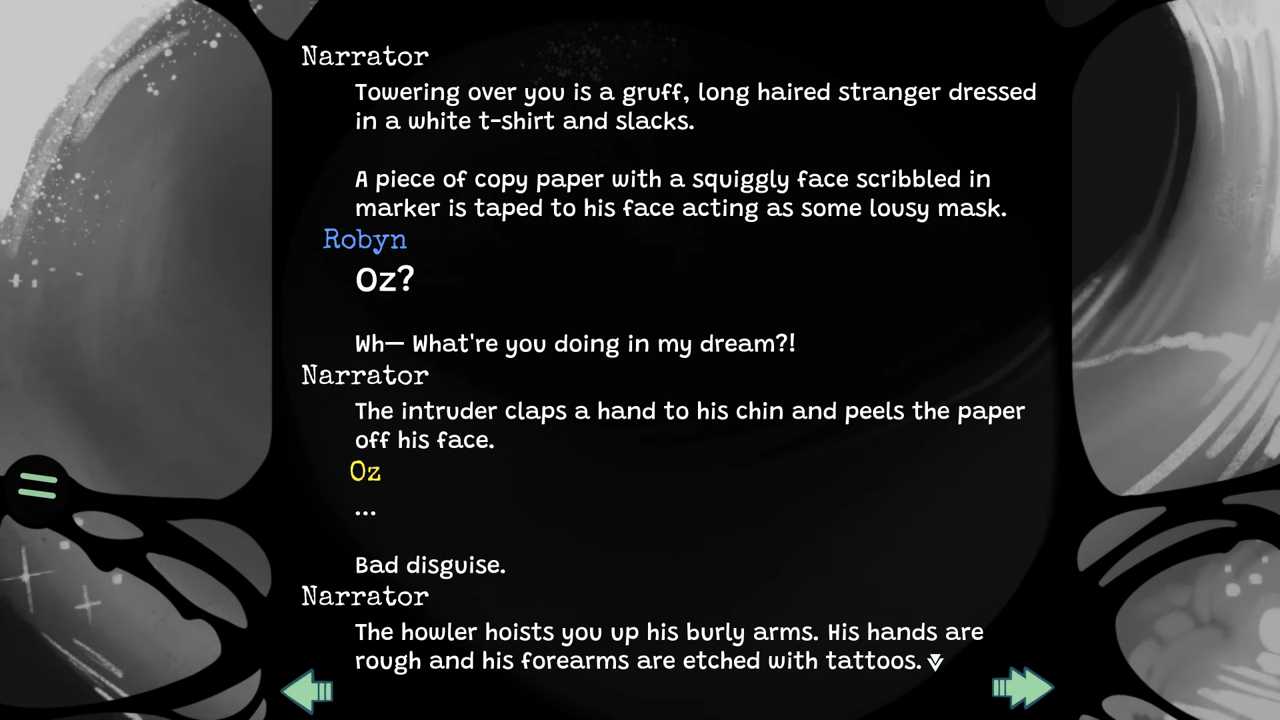 Narrator
Towering over you is a gruff, long haired stranger dressed
in a white t-shirt and slacks.
A piece of copy paper with a squiggly face scribbled in
marker is taped to his face acting as some lousy mask.
Robyn
Oz?
Wh— What're you doing in my dream?!
Narrator
The intruder claps a hand to his chin and peels the paper
off his face.
Oz
...
Bad disguise.
Narrator
The howler hoists you up his burly arms. His hands are
rough and his forearms are etched with tattoos.